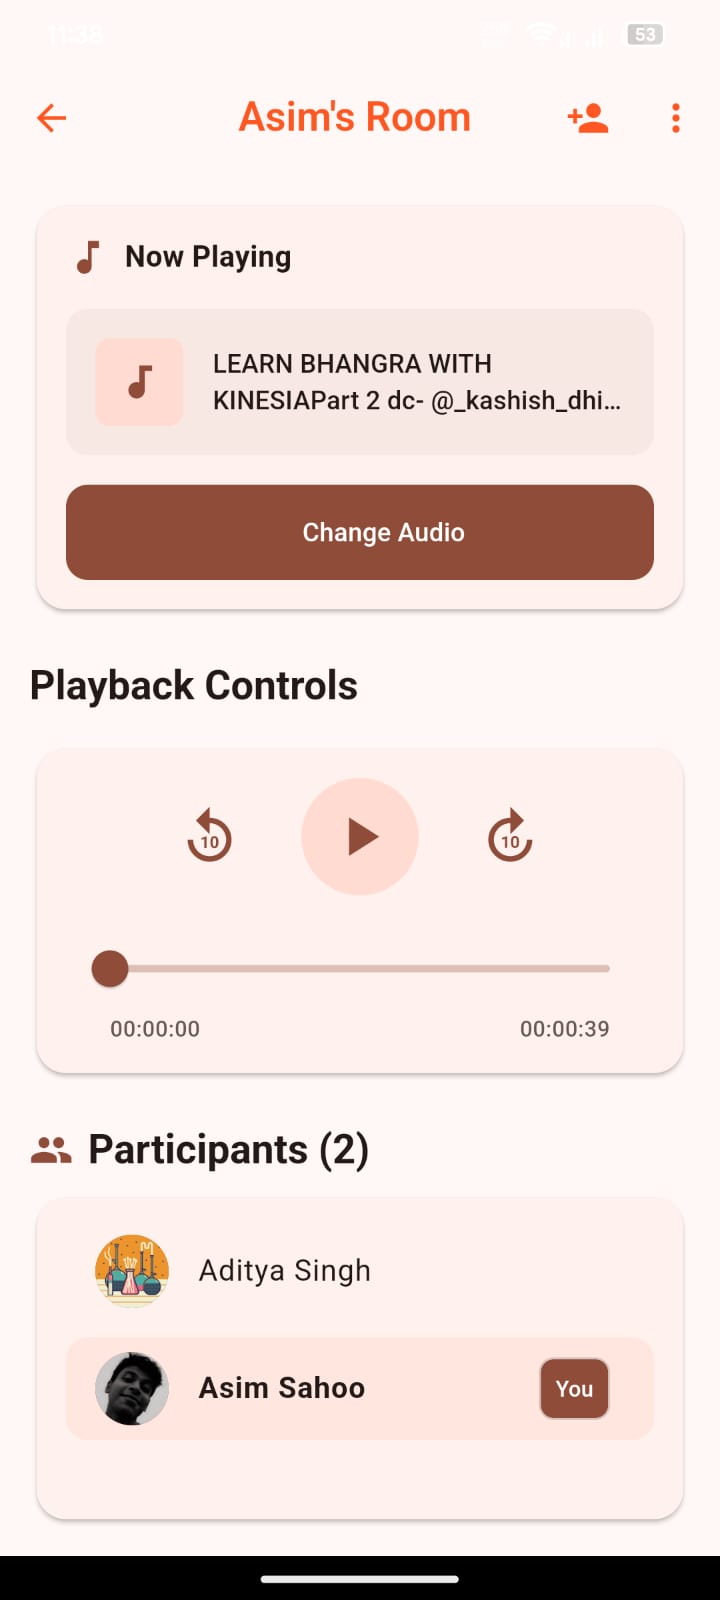 11:38
53
Asim's Room
Now Playing
LEARN BHANGRA WITH
KINESIAPart 2 dc- @_kashish_dhi...
Change Audio
Playback Controls
10
10
00:00:00
00:00:39
Participants (2)
Aditya Singh
Asim Sahoo
You